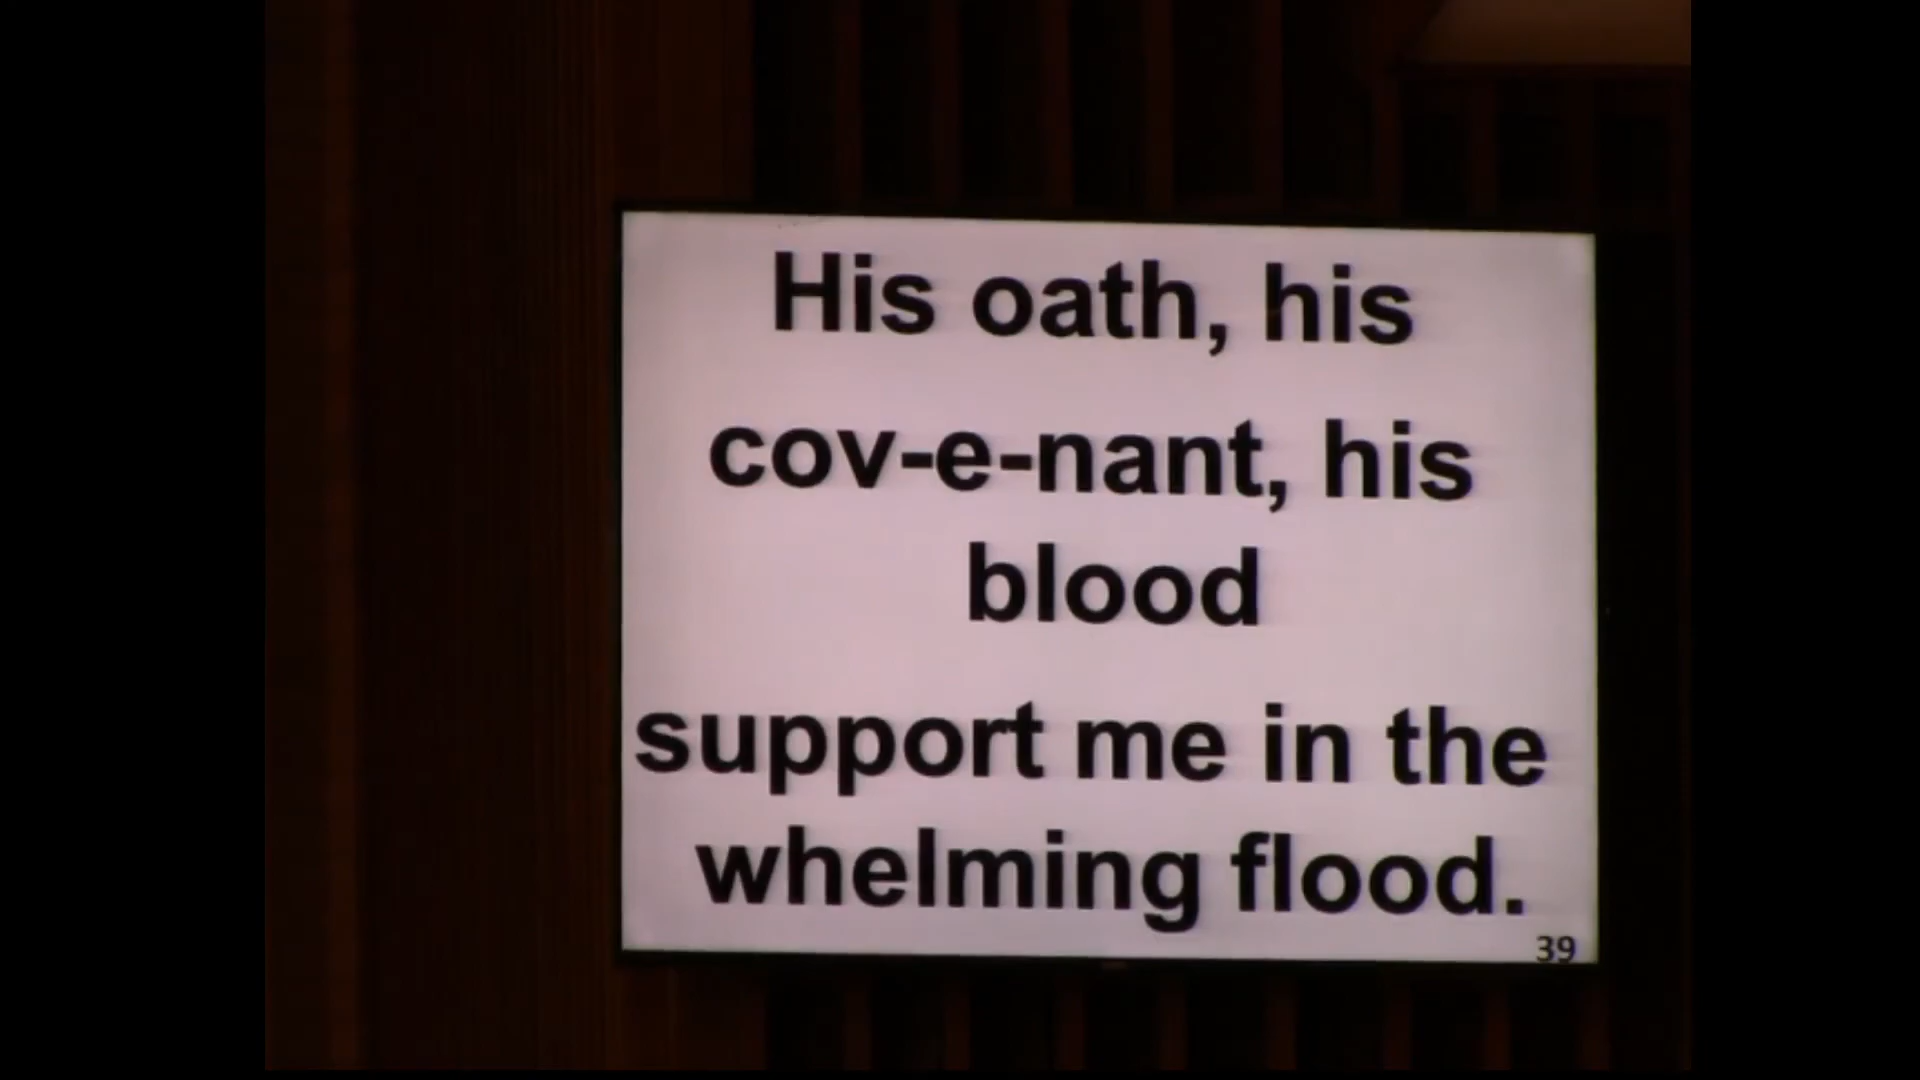 His oath, his
cov-e-nant, his
blood
support me in the
whelming flood.
39